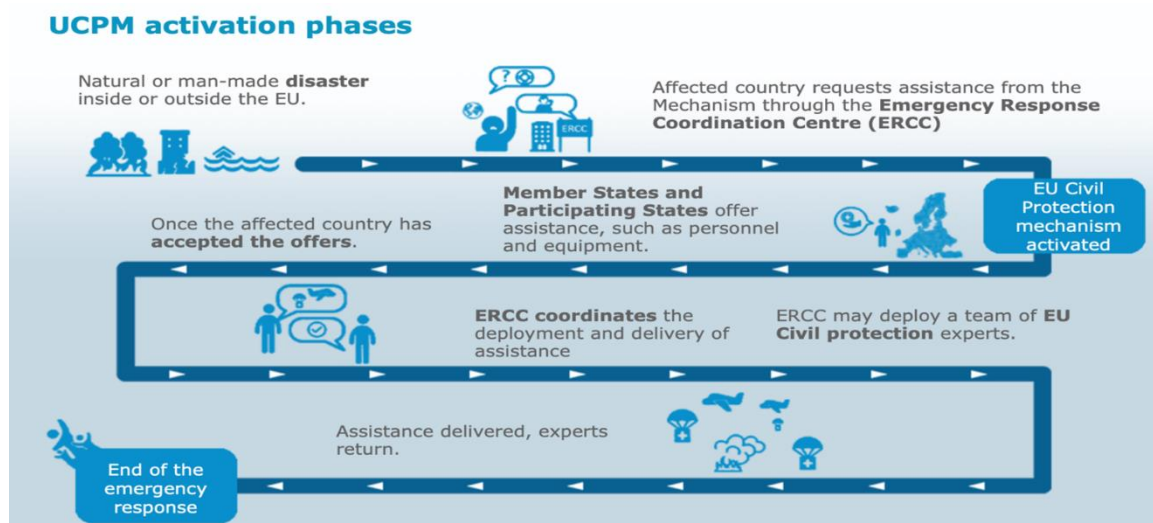 UCPM activation phases
Natural or man-made disaster
inside or outside the EU.
? 
ERCC
Affected country requests assistance from the
Mechanism through the Emergency Response
Coordination Centre (ERCC)
EU Civil
Protection
mechanism
activated
Member States and
Participating States offer
assistance, such as personnel
and equipment.
Once the affected country has
accepted the offers.
ERCC coordinates the
deployment and delivery of
assistance
ERCC may deploy a team of EU
Civil protection experts.
Assistance delivered, experts
return.
End of the
emergency
response